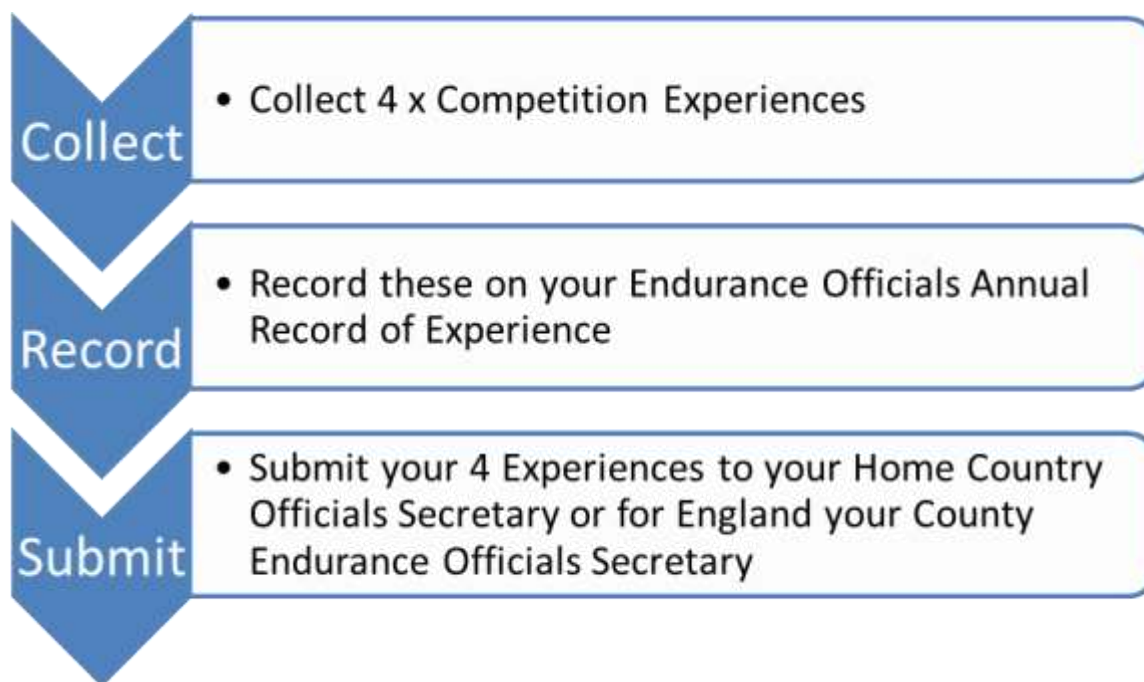 Collect
• Collect 4 x Competition Experiences
Record
• Record these on your Endurance Officials Annual
Record of Experience
Submit
• Submit your 4 Experiences to your Home Country
Officials Secretary or for England your County
Endurance Officials Secretary